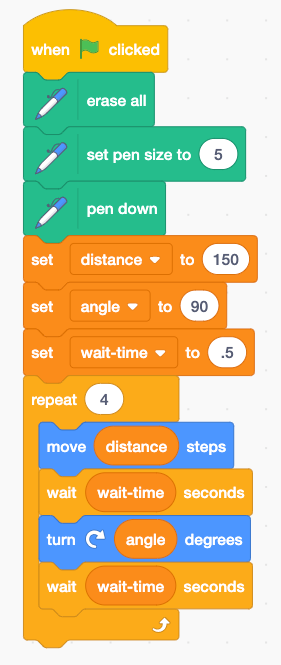 when clicked
erase all
set pen size to 5
pen down
set distance to 150
set angle to 90
set wait-time to .5
repeat 4
move distance steps
wait wait-time seconds
turn angle degrees
wait wait-time seconds